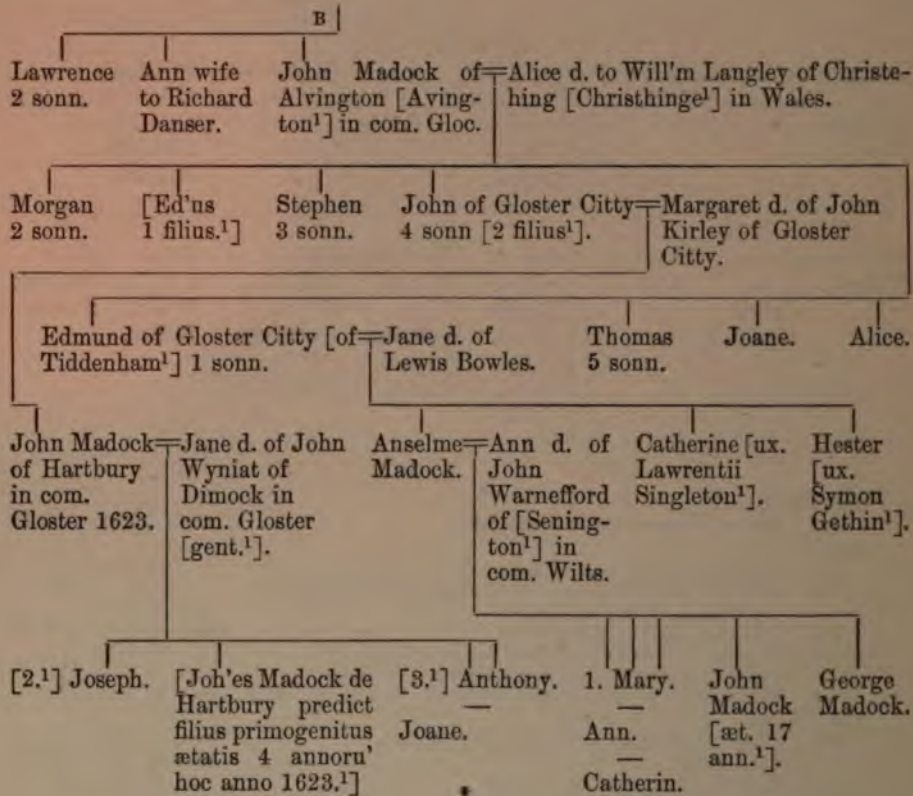 B
Lawrence
2 sonn.
Ann wife
to Richard
Danser.
John Madock of
Alvington [Aving-
ton¹] in com. Gloc.
Alice d. to Will'm Langley of Christe-
hing [Christhinge¹] in Wales.
Morgan
2 sonn.
[Ed'us
1 filius.¹]
Stephen
3 sonn.
John of Gloster Citty
4 sonn [2 filius¹].
Margaret d. of John
Kirley of Gloster
Citty.
Edmund of Gloster Citty [of
Tiddenham¹] 1 sonn.
Jane d. of
Lewis Bowles.
Thomas
5 sonn.
Joane.
Alice.
John Madock
of Hartbury
in com.
Gloster 1623.
Jane d. of John
Wyniat of
Dimock in
com. Gloster
[gent.¹].
Anselme
Madock.
Ann d. of
John
Warnefford
of [Sening-
ton¹] in
com. Wilts.
Catherine [ux.
Lawrentii
Singleton¹].
Hester
[ux.
Symon
Gethin¹].
[2.¹] Joseph.
[Joh'es Madock de
Hartbury predict
filius primogenitus
ætatis 4 annoru'
hoc anno 1623.¹]
[3.¹] Anthony.
—
Joane.
1. Mary.
—
Ann.
—
Catherin.
John
Madock
[æt. 17
ann.¹].
George
Madock.